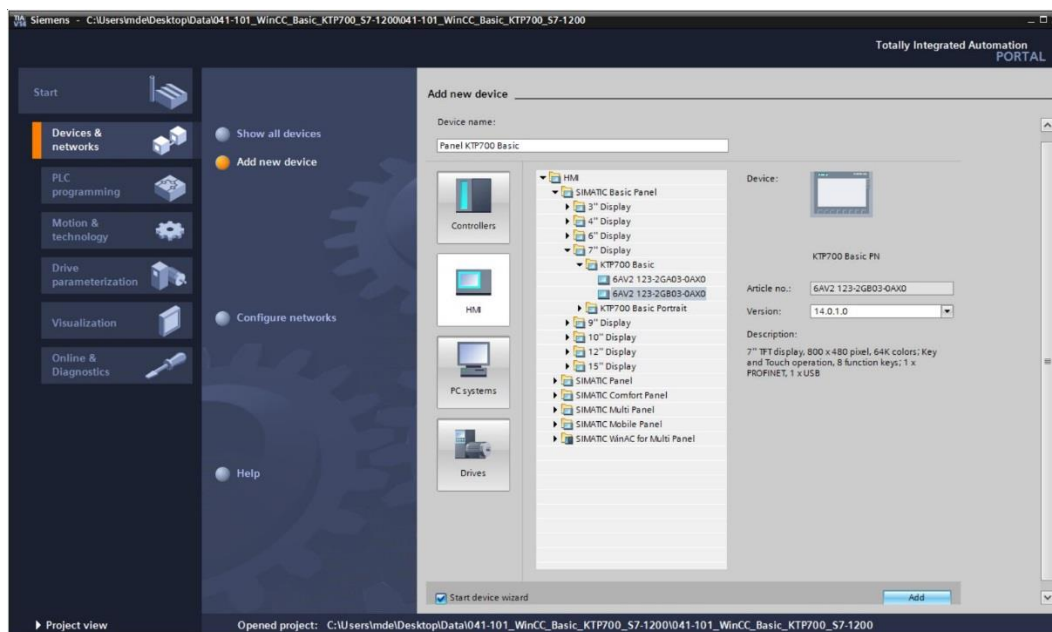 TIA V14 Siemens - C:\Users\mde\Desktop\Data\041-101_WinCC_Basic_KTP700_S7-1200\041-101_WinCC_Basic_KTP700_S7-1200
Totally Integrated Automation
PORTAL
Start
Devices &
networks
PLC
programming
Motion &
technology
Drive
parameterization
Visualization
Online &
Diagnostics
Show all devices
Add new device
Configure networks
Help
Add new device
Device name:
Panel KTP700 Basic
Controllers
HMI
PC systems
Drives
HMI
SIMATIC Basic Panel
3'' Display
4'' Display
6'' Display
7'' Display
KTP700 Basic
6AV2 123-2GA03-0AX0
6AV2 123-2GB03-0AX0
KTP700 Basic Portrait
9'' Display
10'' Display
12'' Display
15'' Display
SIMATIC Panel
SIMATIC Comfort Panel
SIMATIC Multi Panel
SIMATIC Mobile Panel
SIMATIC WinAC for Multi Panel
Device:
KTP700 Basic PN
Article no.: 6AV2 123-2GB03-0AX0
Version: 14.0.1.0
Description:
7'' TFT display, 800 x 480 pixel, 64K colors; Key
and Touch operation, 8 function keys; 1 x
PROFINET, 1 x USB
Start device wizard
Add
Project view
Opened project: C:\Users\mde\Desktop\Data\041-101_WinCC_Basic_KTP700_S7-1200\041-101_WinCC_Basic_KTP700_S7-1200